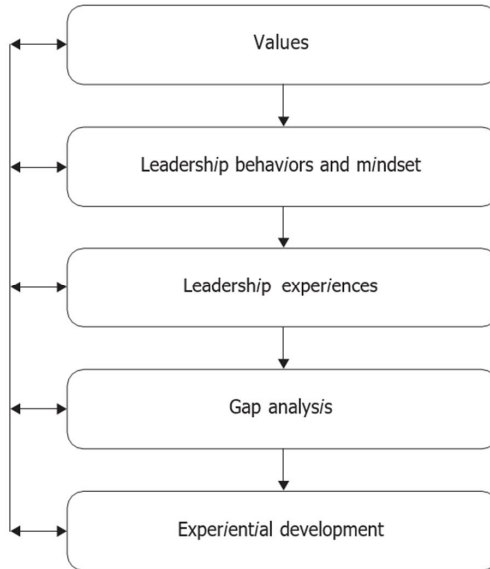 Values
Leadership behaviors and mindset
Leadership experiences
Gap analysis
Experiential development